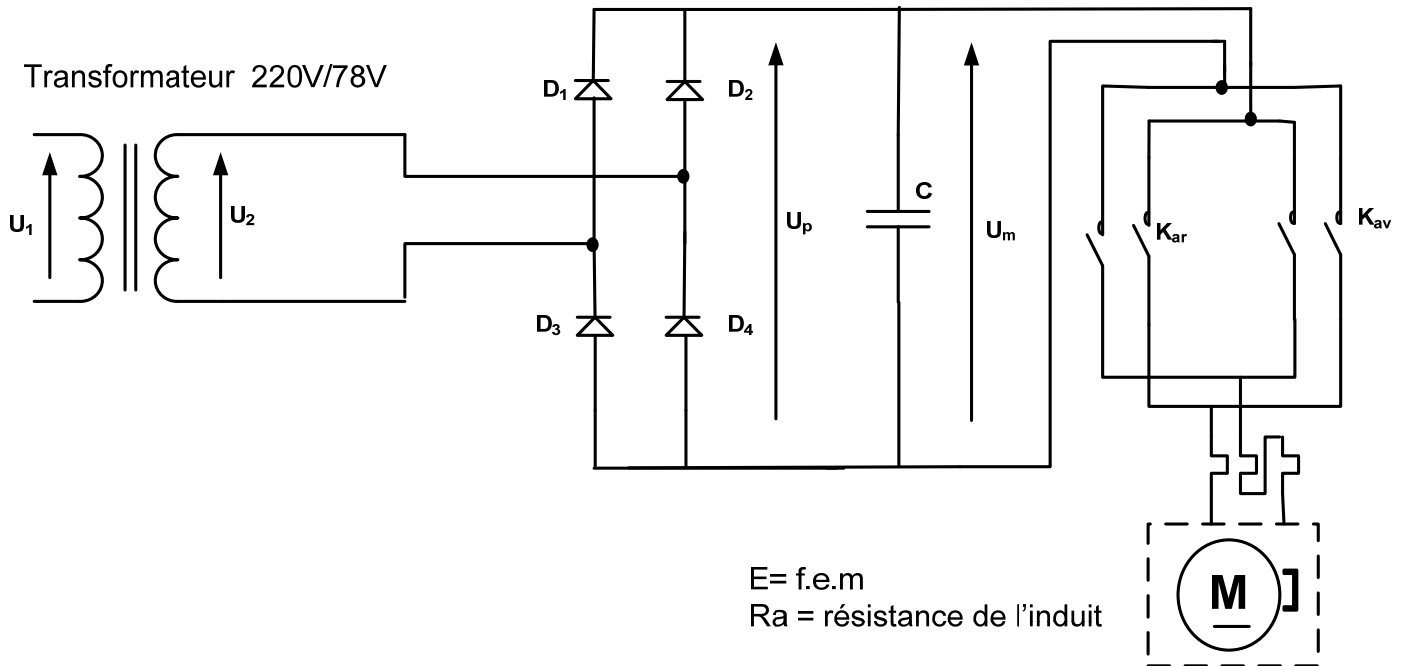 Transformateur 220V/78V
D₁
D₂
U₁
U₂
Uₚ
C
Uₘ
Kₐᵣ
Kₐᵥ
D₃
D₄
E= f.e.m
Ra = résistance de l'induit
M